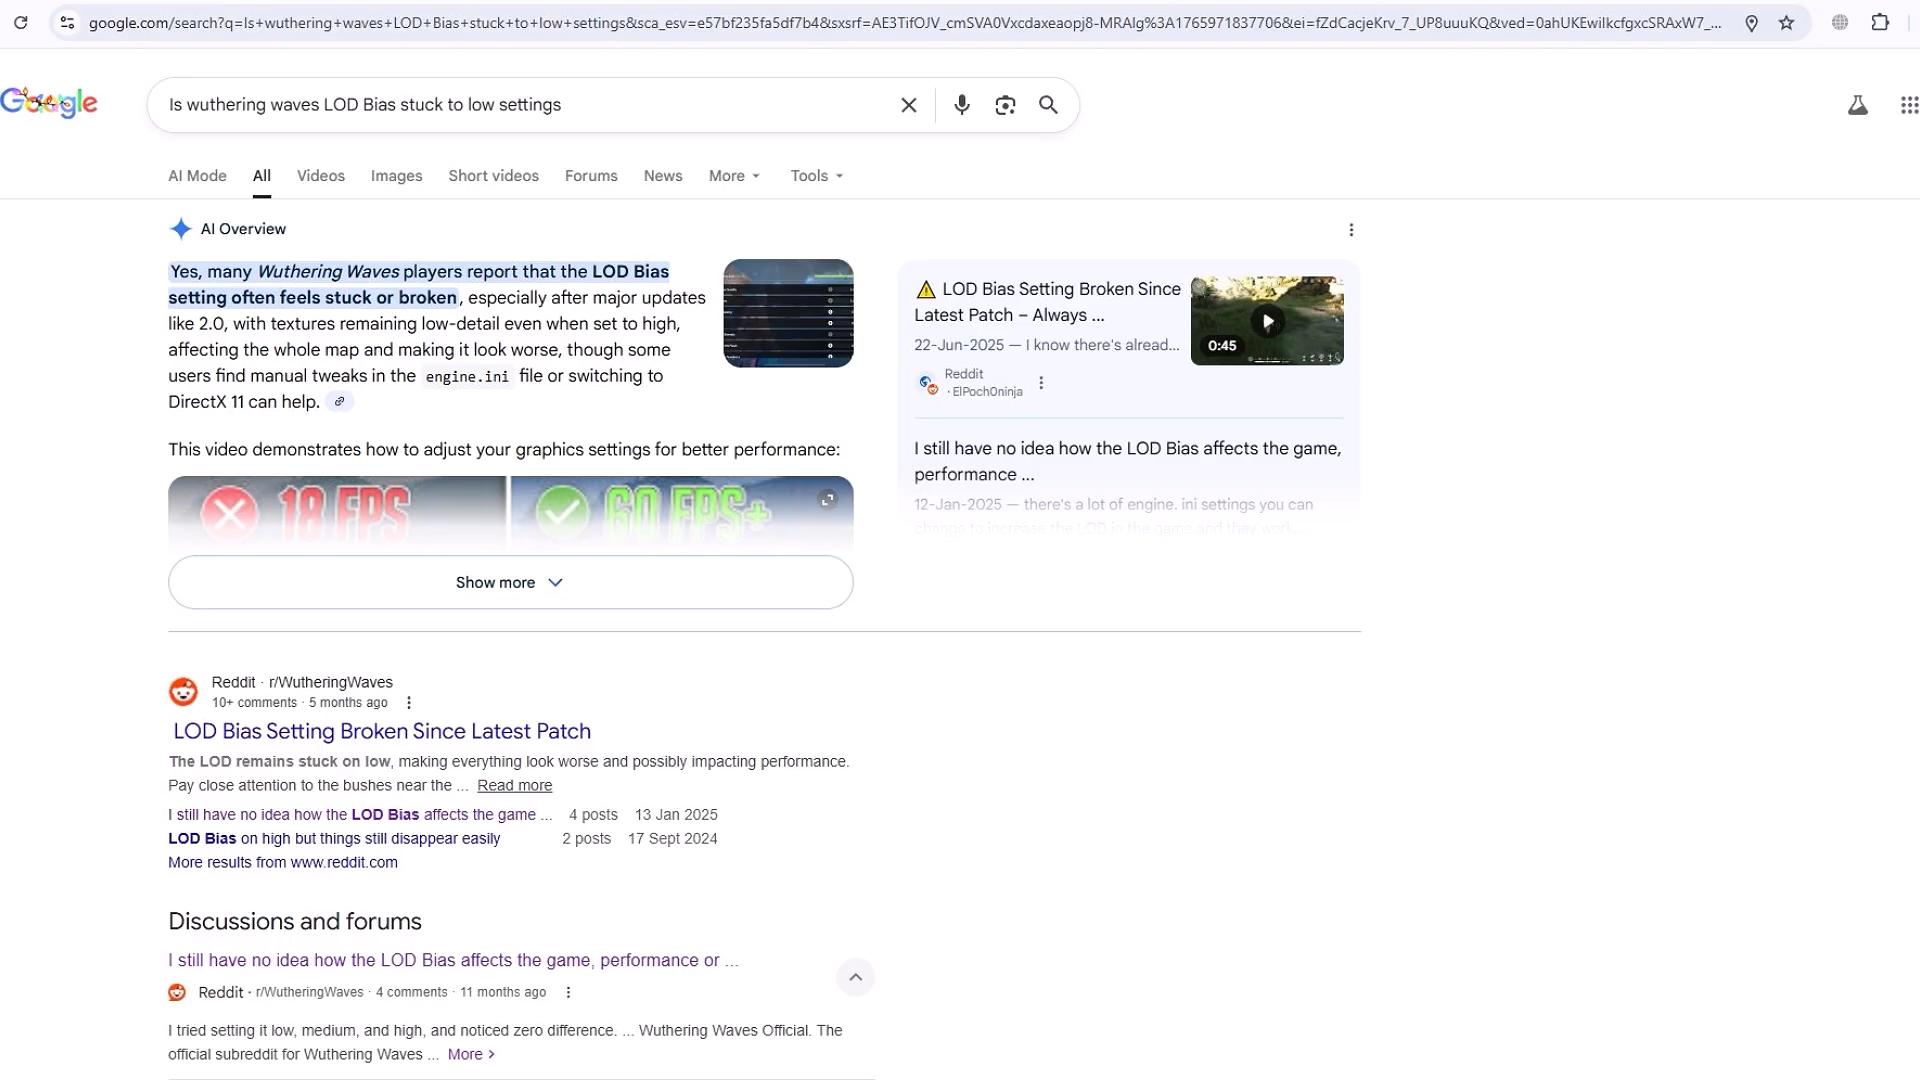 google.com/search?q=Is+wuthering+waves+LOD+Bias+stuck+to+low+settings&sca_esv=e57bf235fa5df7b4&sxsrf=AE3TifOJV_cmSVA0Vxcdaxeaopj8-MRAlg%3A1765971837706&ei=fZdCacjeKrv_7_UP8uuuKQ&ved=0ahUKEwiIkcfgxcSRAxW7_...
Google
Is wuthering waves LOD Bias stuck to low settings
AI Mode All Videos Images Short videos Forums News More Tools
AI Overview
Yes, many Wuthering Waves players report that the LOD Bias
setting often feels stuck or broken, especially after major updates
like 2.0, with textures remaining low-detail even when set to high,
affecting the whole map and making it look worse, though some
users find manual tweaks in the engine.ini file or switching to
DirectX 11 can help.
This video demonstrates how to adjust your graphics settings for better performance:
18 FPS 60 FPS+
Show more
LOD Bias Setting Broken Since
Latest Patch – Always ...
22-Jun-2025 — I know there's alread...
0:45
Reddit
· ElPoch0ninja
I still have no idea how the LOD Bias affects the game,
performance ...
12-Jan-2025 — there's a lot of engine. ini settings you can
change to increase the LOD in the game and they work...
Reddit · r/WutheringWaves
10+ comments · 5 months ago
LOD Bias Setting Broken Since Latest Patch
The LOD remains stuck on low, making everything look worse and possibly impacting performance.
Pay close attention to the bushes near the ... Read more
I still have no idea how the LOD Bias affects the game ... 4 posts 13 Jan 2025
LOD Bias on high but things still disappear easily 2 posts 17 Sept 2024
More results from www.reddit.com
Discussions and forums
I still have no idea how the LOD Bias affects the game, performance or ...
Reddit · r/WutheringWaves · 4 comments · 11 months ago
I tried setting it low, medium, and high, and noticed zero difference. ... Wuthering Waves Official. The
official subreddit for Wuthering Waves ... More >